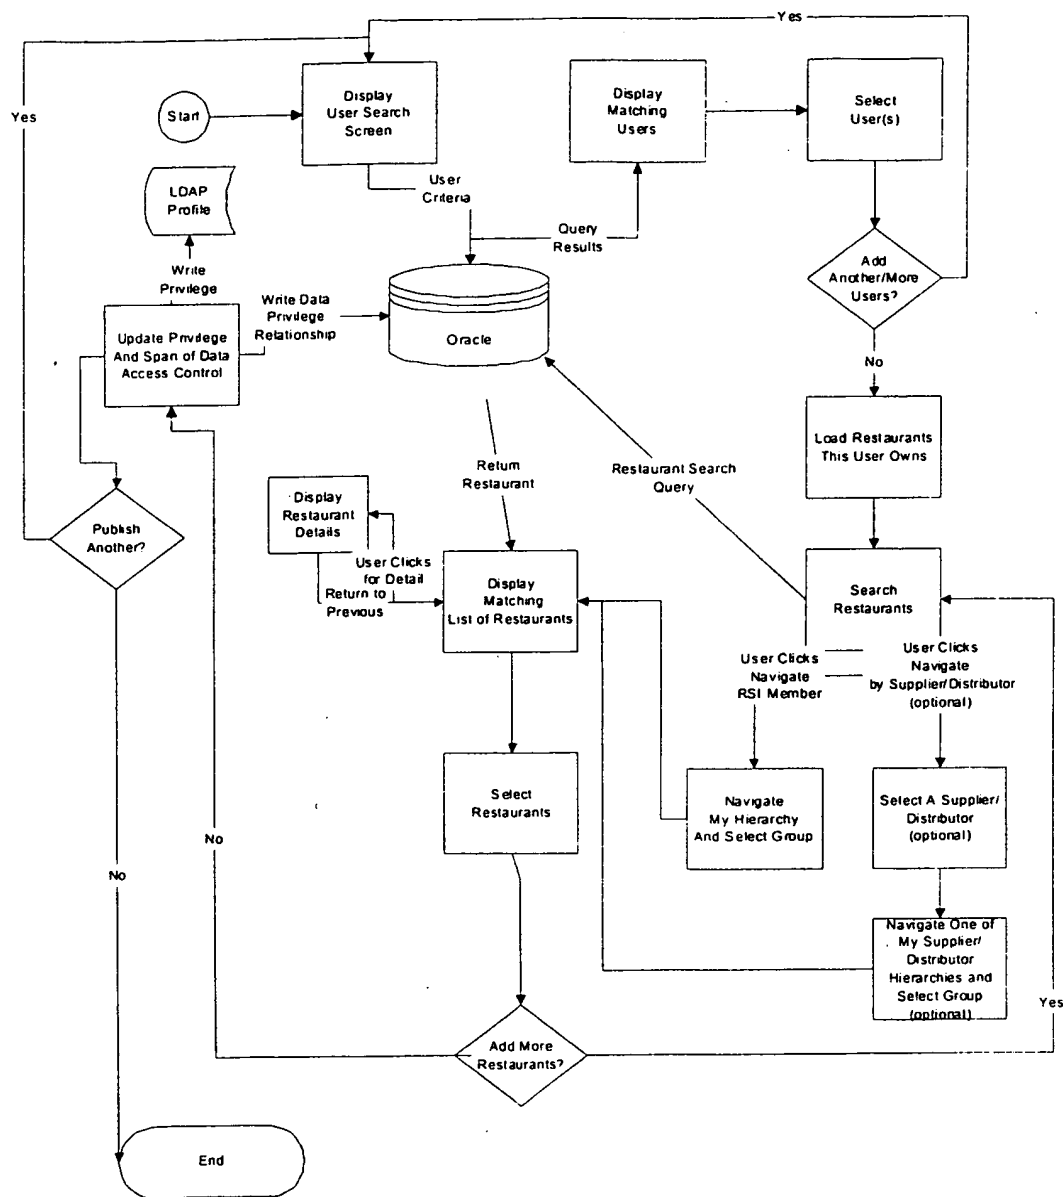 Yes
Yes
Start
Display
User Search
Screen
Display
Matching
Users
Select
User(s)
LDAP
Profile
User
Criteria
Query
Results
Add
Another/More
Users?
Write
Privilege
Write Data
Privilege
Relationship
Update Privilege
And Span of Data
Access Control
Oracle
No
Load Restaurants
This User Owns
Return
Restaurant
Restaurant Search
Query
Display
Restaurant
Details
Publish
Another?
User Clicks
for Detail
Return to
Previous
Display
Matching
List of Restaurants
Search
Restaurants
User Clicks
Navigate
RSI Member
User Clicks
Navigate
by Supplier/Distributor
(optional)
Select
Restaurants
Navigate
My Hierarchy
And Select Group
Select A Supplier/
Distributor
(optional)
No
No
Navigate One of
My Supplier/
Distributor
Hierarchies and
Select Group
(optional)
Yes
Add More
Restaurants?
End